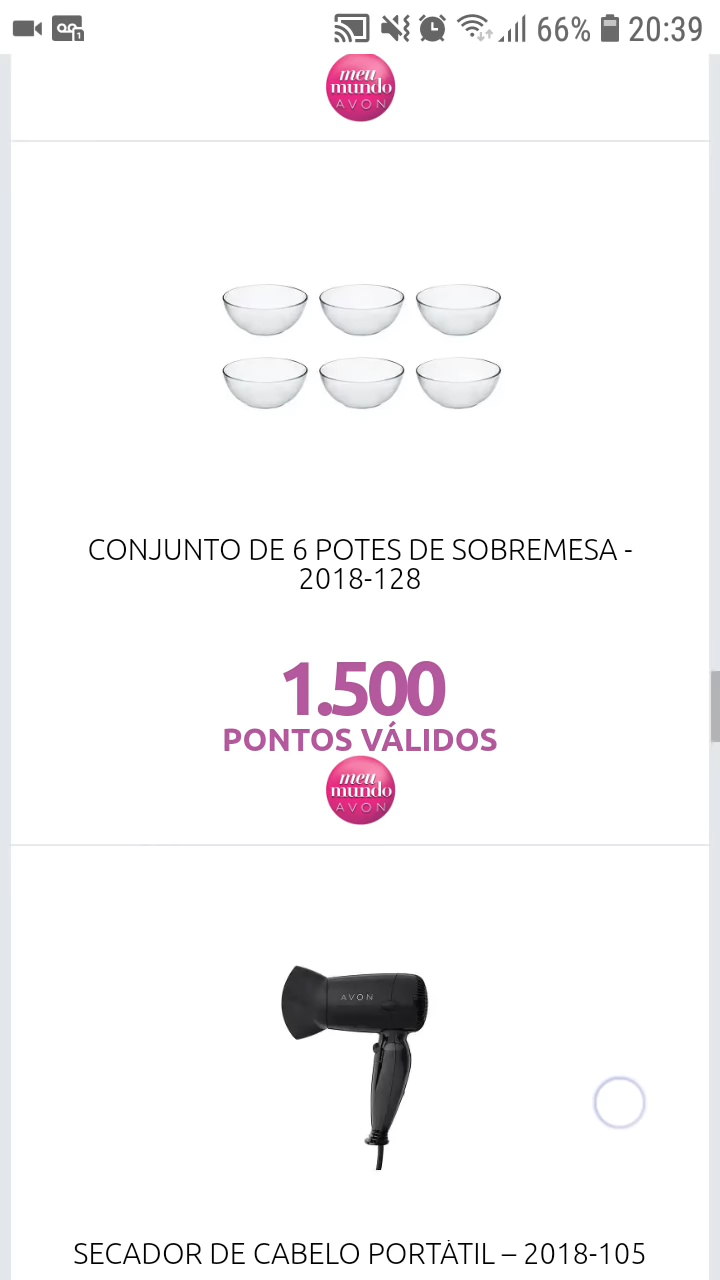 66% 20:39
meu
mundo
AVON
CONJUNTO DE 6 POTES DE SOBREMESA -
2018-128
1.500
PONTOS VÁLIDOS
meu
mundo
AVON
AVON
SECADOR DE CABELO PORTÁTIL – 2018-105